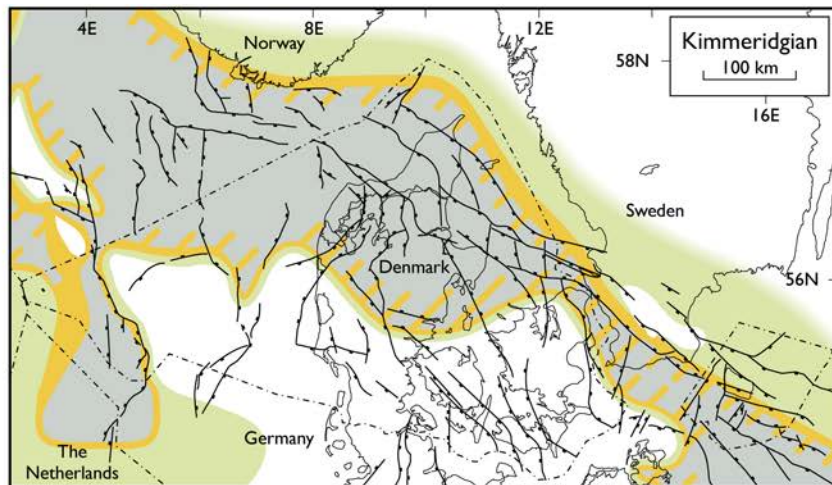 4E
8E
12E
Norway
Kimmeridgian
100 km
58N
16E
Sweden
Denmark
56N
The
Netherlands
Germany